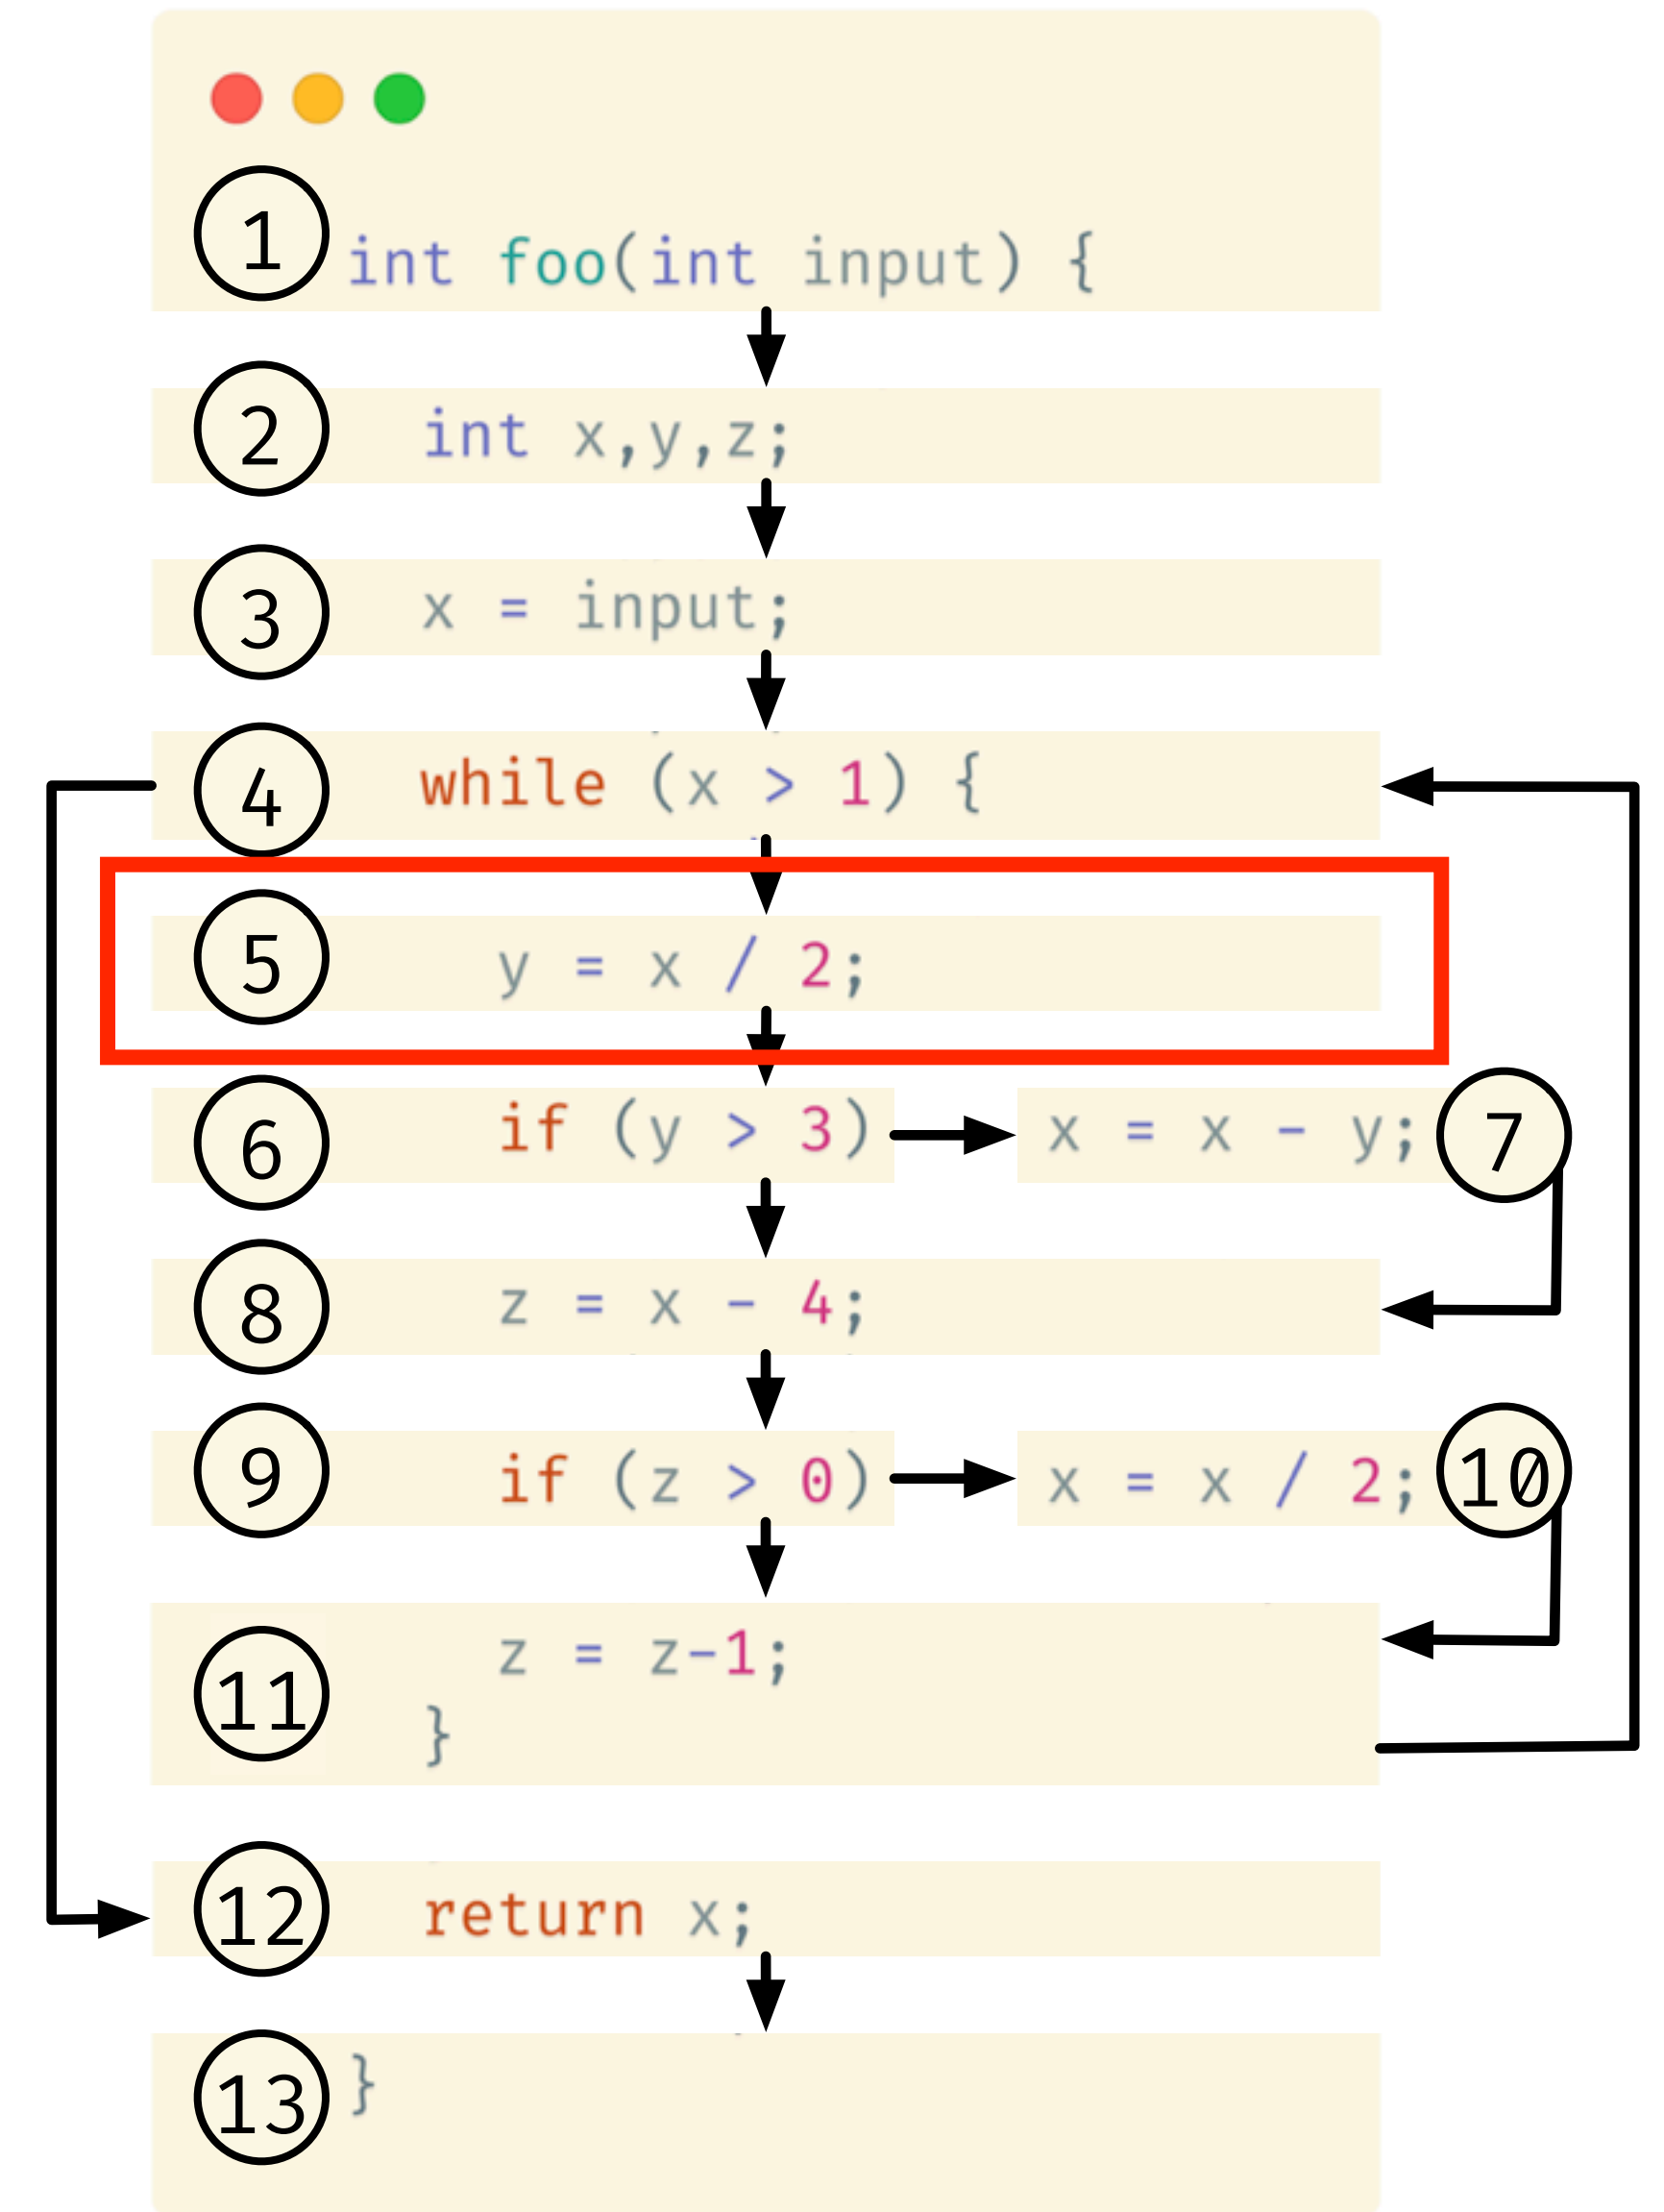 1 int foo(int input) {
2 int x,y,z;
3 x = input;
4 while (x > 1) {
5 y = x / 2;
6 if (y > 3) x = x - y; 7
8 z = x - 4;
9 if (z > 0) x = x / 2; 10
11 z = z-1;
}
12 return x;
13 }